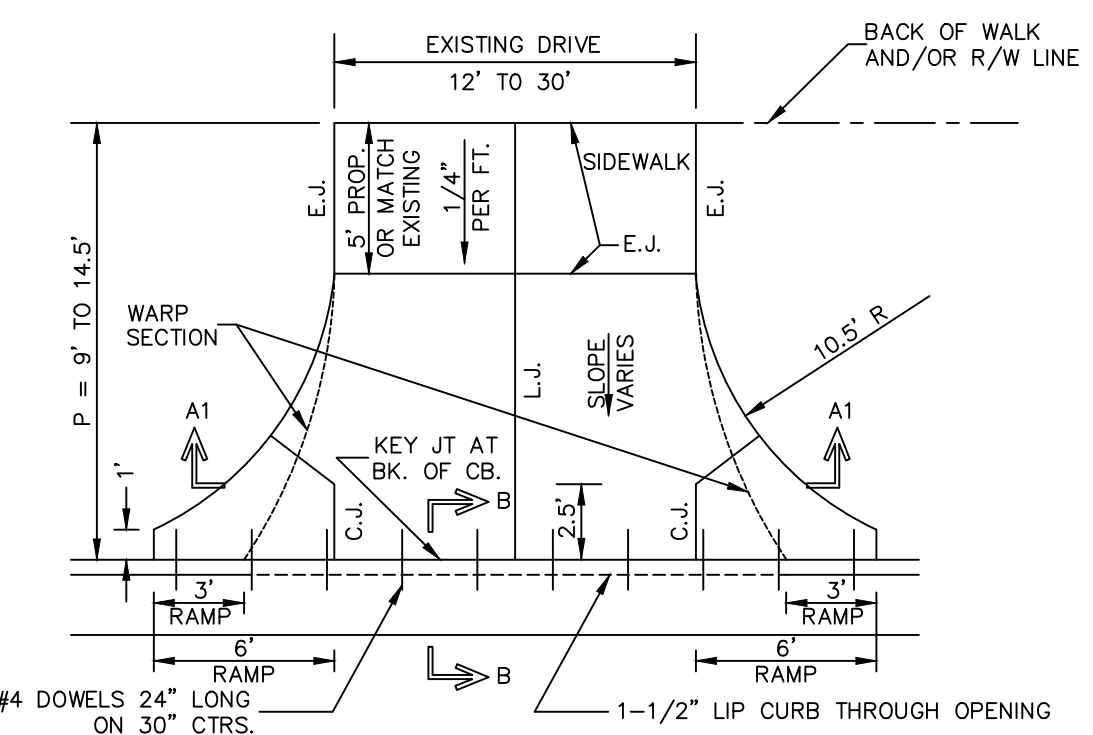 BACK OF WALK
AND/OR R/W LINE
EXISTING DRIVE
12' TO 30'
E.J.
5' PROP.
OR MATCH
EXISTING
1/4"
PER FT.
SIDEWALK
E.J.
E.J.
P = 9' TO 14.5'
WARP
SECTION
10.5' R
SLOPE
VARIES
L.J.
A1
A1
KEY JT AT
BK. OF CB.
1'
B
C.J.
2.5'
C.J.
3'
RAMP
3'
RAMP
6'
RAMP
6'
RAMP
B
#4 DOWELS 24" LONG
ON 30" CTRS.
1-1/2" LIP CURB THROUGH OPENING